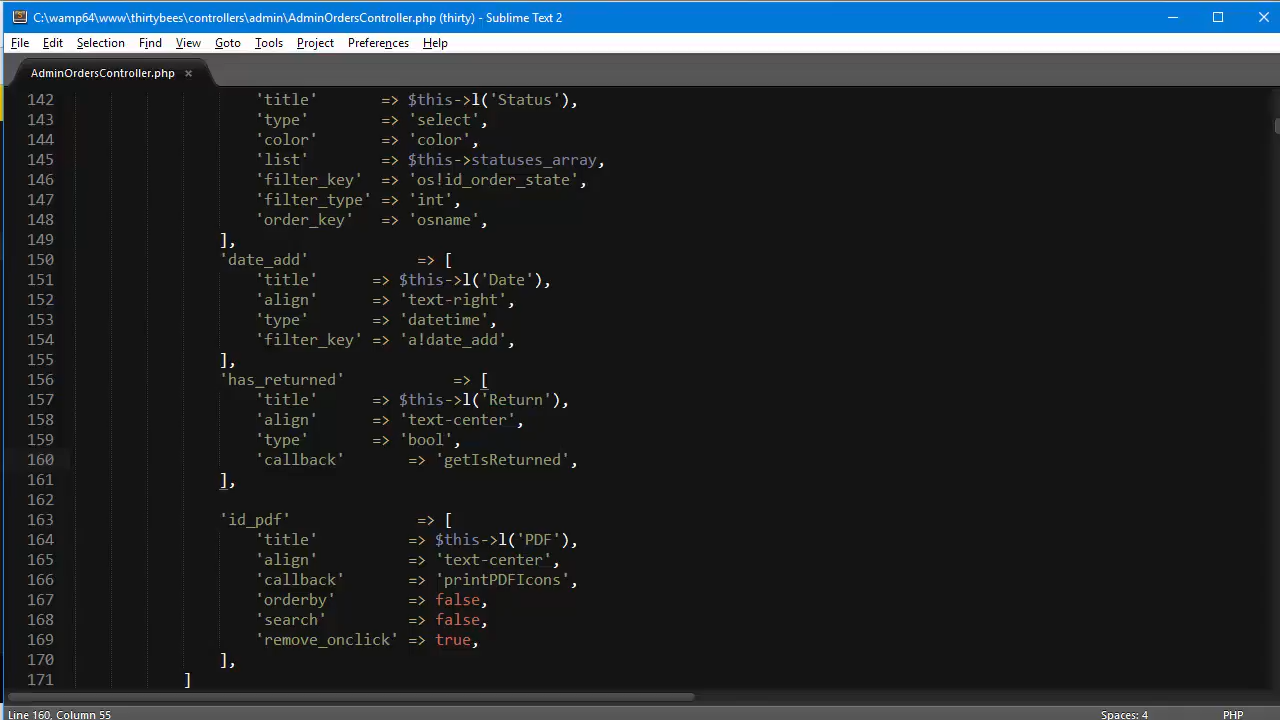 C:\wamp64\www\thirtybees\controllers\admin\AdminOrdersController.php (thirty) - Sublime Text 2
File Edit Selection Find View Goto Tools Project Preferences Help
AdminOrdersController.php ×
142 'title' => $this->l('Status'),
143 'type' => 'select',
144 'color' => 'color',
145 'list' => $this->statuses_array,
146 'filter_key' => 'os!id_order_state',
147 'filter_type' => 'int',
148 'order_key' => 'osname',
149 ],
150 'date_add' => [
151 'title' => $this->l('Date'),
152 'align' => 'text-right',
153 'type' => 'datetime',
154 'filter_key' => 'a!date_add',
155 ],
156 'has_returned' => [
157 'title' => $this->l('Return'),
158 'align' => 'text-center',
159 'type' => 'bool',
160 'callback' => 'getIsReturned',
161 ],
162
163 'id_pdf' => [
164 'title' => $this->l('PDF'),
165 'align' => 'text-center',
166 'callback' => 'printPDFIcons',
167 'orderby' => false,
168 'search' => false,
169 'remove_onclick' => true,
170 ],
171 ]
Line 160, Column 55 Spaces: 4 PHP